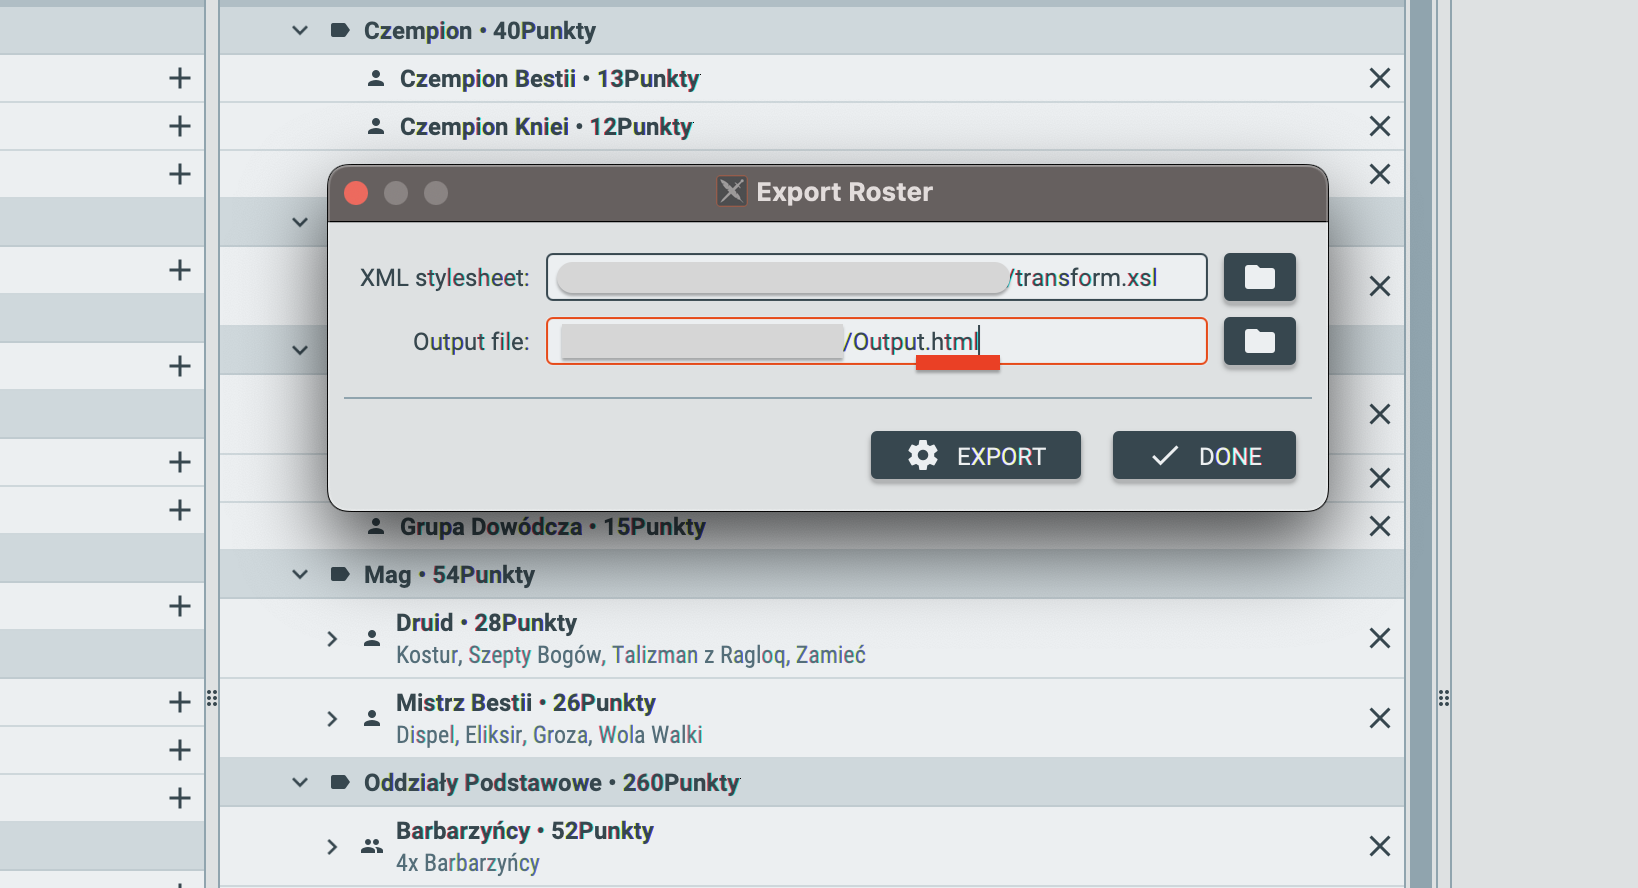 Czempion • 40Punkty
Czempion Bestii • 13Punkty
Czempion Kniei • 12Punkty
Export Roster
XML stylesheet: /transform.xsl
Output file: /Output.html
EXPORT DONE
Grupa Dowódcza • 15Punkty
Mag • 54Punkty
Druid • 28Punkty
Kostur, Szepty Bogów, Talizman z Ragloq, Zamieć
Mistrz Bestii • 26Punkty
Dispel, Eliksir, Groza, Wola Walki
Oddziały Podstawowe • 260Punkty
Barbarzyńcy • 52Punkty
4x Barbarzyńcy